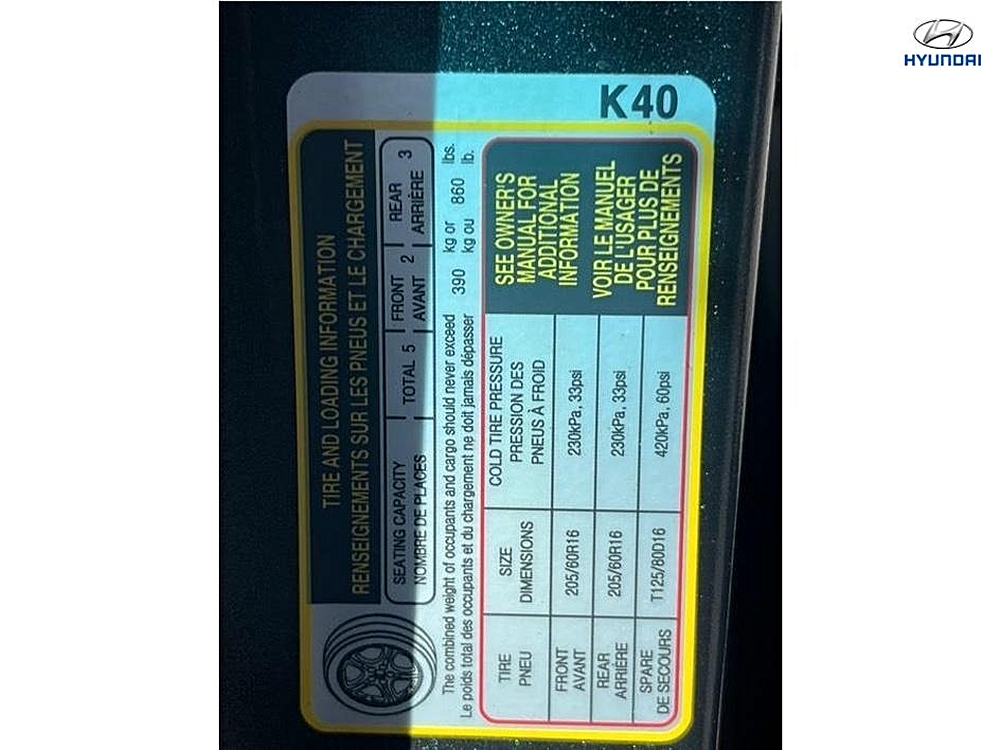 HYUNDAI
K40
TIRE AND LOADING INFORMATION
RENSEIGNEMENTS SUR LES PNEUS ET LE CHARGEMENT
SEATING CAPACITY TOTAL 5 FRONT 2 REAR 3
NOMBRE DE PLACES AVANT ARRIÈRE
The combined weight of occupants and cargo should never exceed 390 kg or 860 lbs.
Le poids total des occupants et du chargement ne doit jamais dépasser kg ou lb.
TIRE SIZE COLD TIRE PRESSURE
PNEU DIMENSIONS PRESSION DES
PNEUS À FROID
FRONT 205/60R16 230kPa, 33psi
AVANT
REAR 205/60R16 230kPa, 33psi
ARRIÈRE
SPARE T125/80D16 420kPa, 60psi
DE SECOURS
SEE OWNER'S
MANUAL FOR
ADDITIONAL
INFORMATION
VOIR LE MANUEL
DE L'USAGER
POUR PLUS DE
RENSEIGNEMENTS